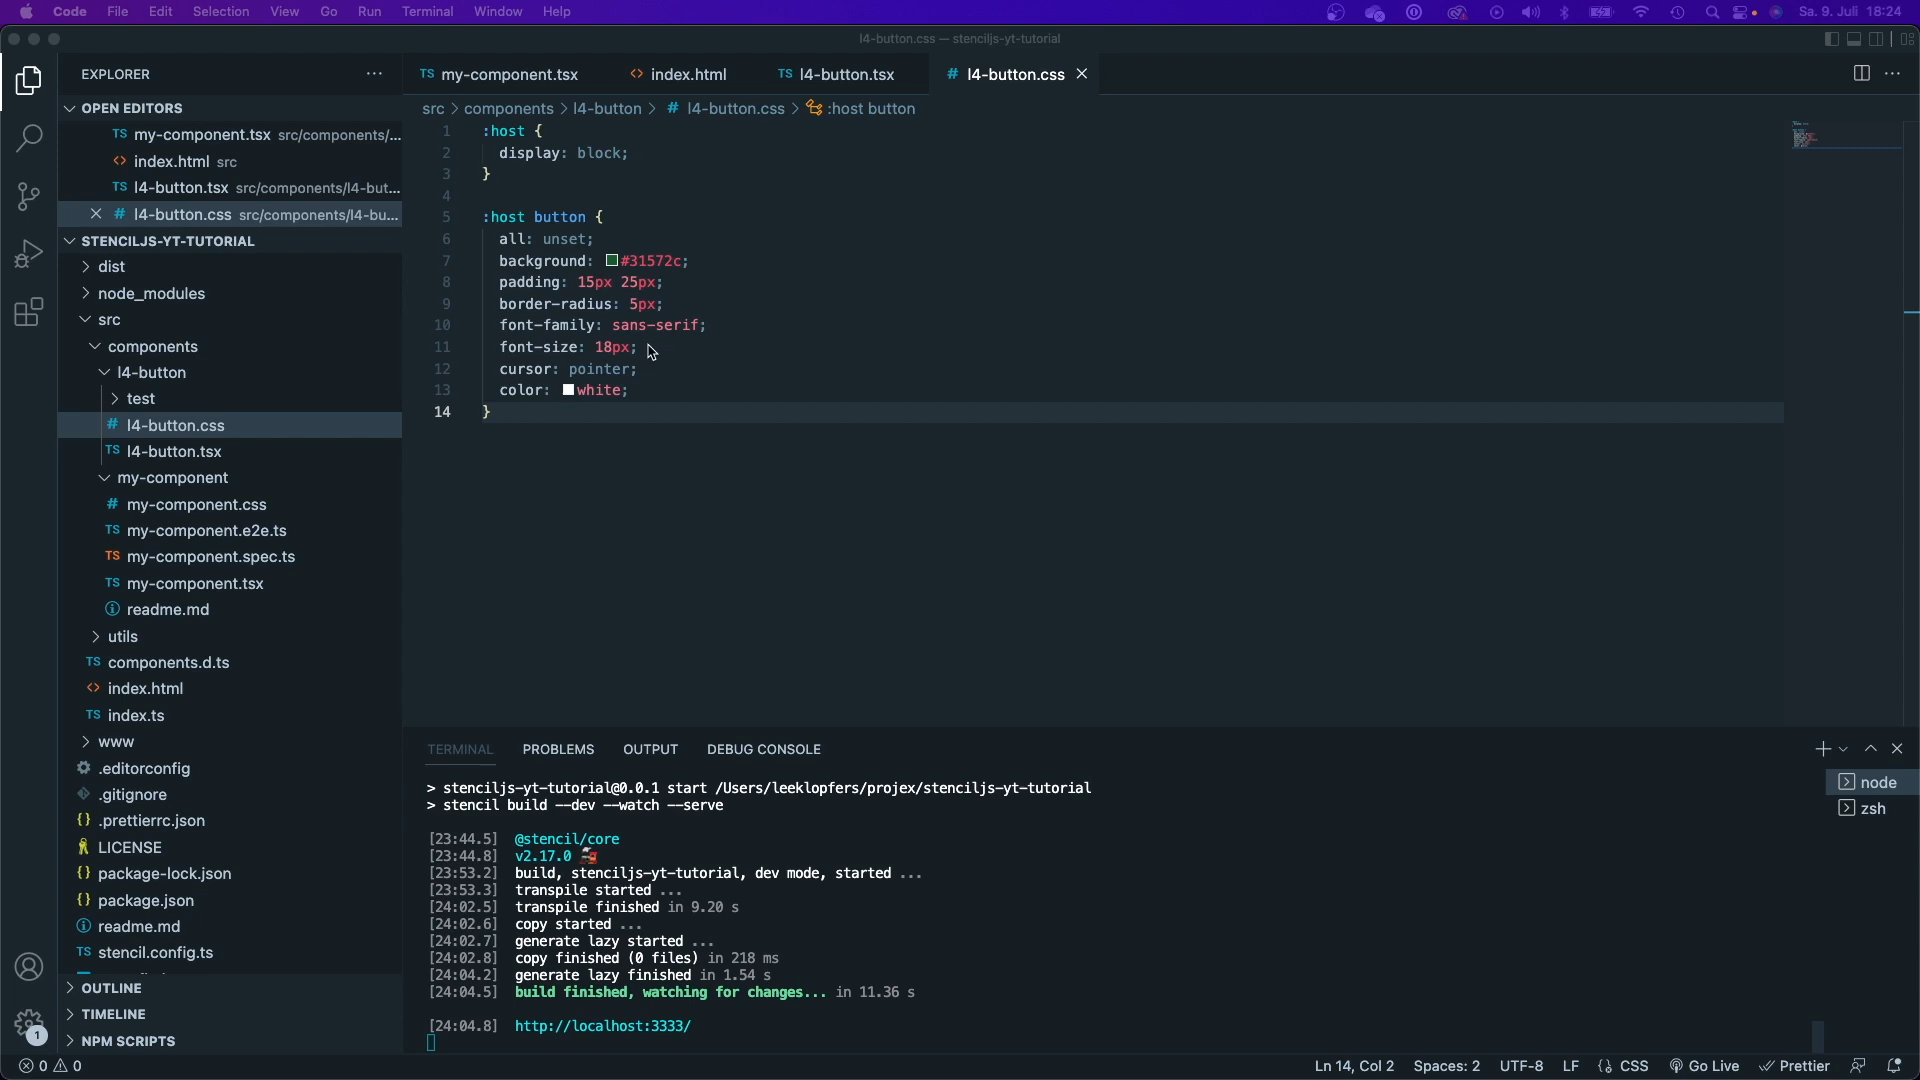 Code File Edit Selection View Go Run Terminal Window Help Sa. 9. Juli 18:24
l4-button.css — stenciljs-yt-tutorial
EXPLORER
TS my-component.tsx <> index.html TS l4-button.tsx # l4-button.css
OPEN EDITORS
src > components > l4-button > # l4-button.css > :host button
TS my-component.tsx src/components/...
<> index.html src
TS l4-button.tsx src/components/l4-but...
# l4-button.css src/components/l4-bu...
STENCILJS-YT-TUTORIAL
dist
node_modules
src
components
l4-button
test
# l4-button.css
TS l4-button.tsx
my-component
# my-component.css
TS my-component.e2e.ts
TS my-component.spec.ts
TS my-component.tsx
readme.md
utils
TS components.d.ts
<> index.html
TS index.ts
www
.editorconfig
.gitignore
{} .prettierrc.json
LICENSE
{} package-lock.json
{} package.json
readme.md
TS stencil.config.ts
OUTLINE
TIMELINE
NPM SCRIPTS
1 :host {
2 display: block;
3 }
4
5 :host button {
6 all: unset;
7 background: #31572c;
8 padding: 15px 25px;
9 border-radius: 5px;
10 font-family: sans-serif;
11 font-size: 18px;
12 cursor: pointer;
13 color: white;
14 }
TERMINAL PROBLEMS OUTPUT DEBUG CONSOLE
> stenciljs-yt-tutorial@0.0.1 start /Users/leeklopfers/projex/stenciljs-yt-tutorial
> stencil build --dev --watch --serve
[23:44.5] @stencil/core
[23:44.8] v2.17.0 🚂
[23:53.2] build, stenciljs-yt-tutorial, dev mode, started ...
[23:53.3] transpile started ...
[24:02.5] transpile finished in 9.20 s
[24:02.6] copy started ...
[24:02.7] generate lazy started ...
[24:02.8] copy finished (0 files) in 218 ms
[24:04.2] generate lazy finished in 1.54 s
[24:04.5] build finished, watching for changes... in 11.36 s
[24:04.8] http://localhost:3333/
node
zsh
1
0 0 Ln 14, Col 2 Spaces: 2 UTF-8 LF {} CSS Go Live Prettier